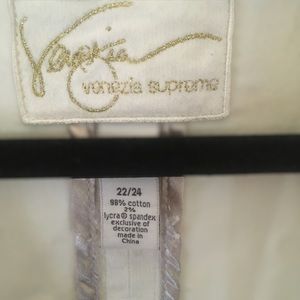 Venezia
venezia supreme
22/24
98% cotton
2%
lycra® spandex
exclusive of
decoration
made in
China